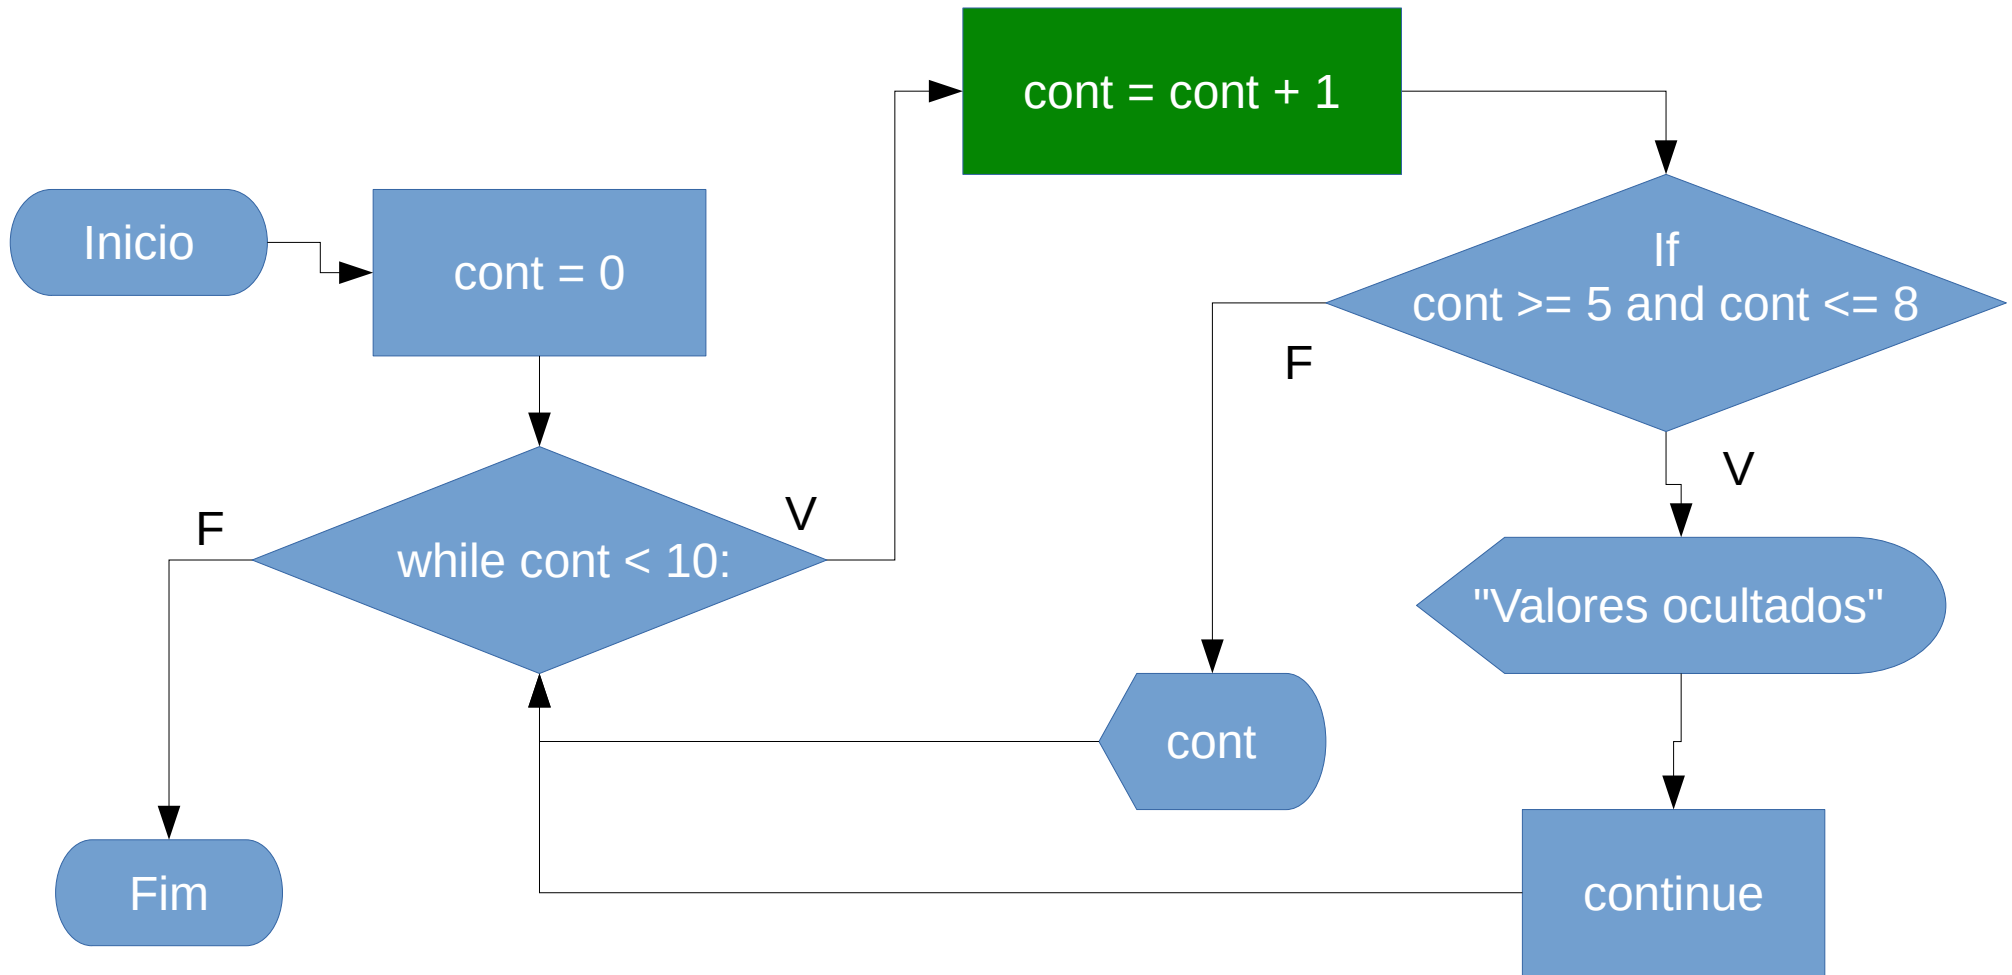 Inicio
cont = 0
while cont < 10:
F
V
Fim
cont = cont + 1
If
cont >= 5 and cont <= 8
F
V
"Valores ocultados"
cont
continue